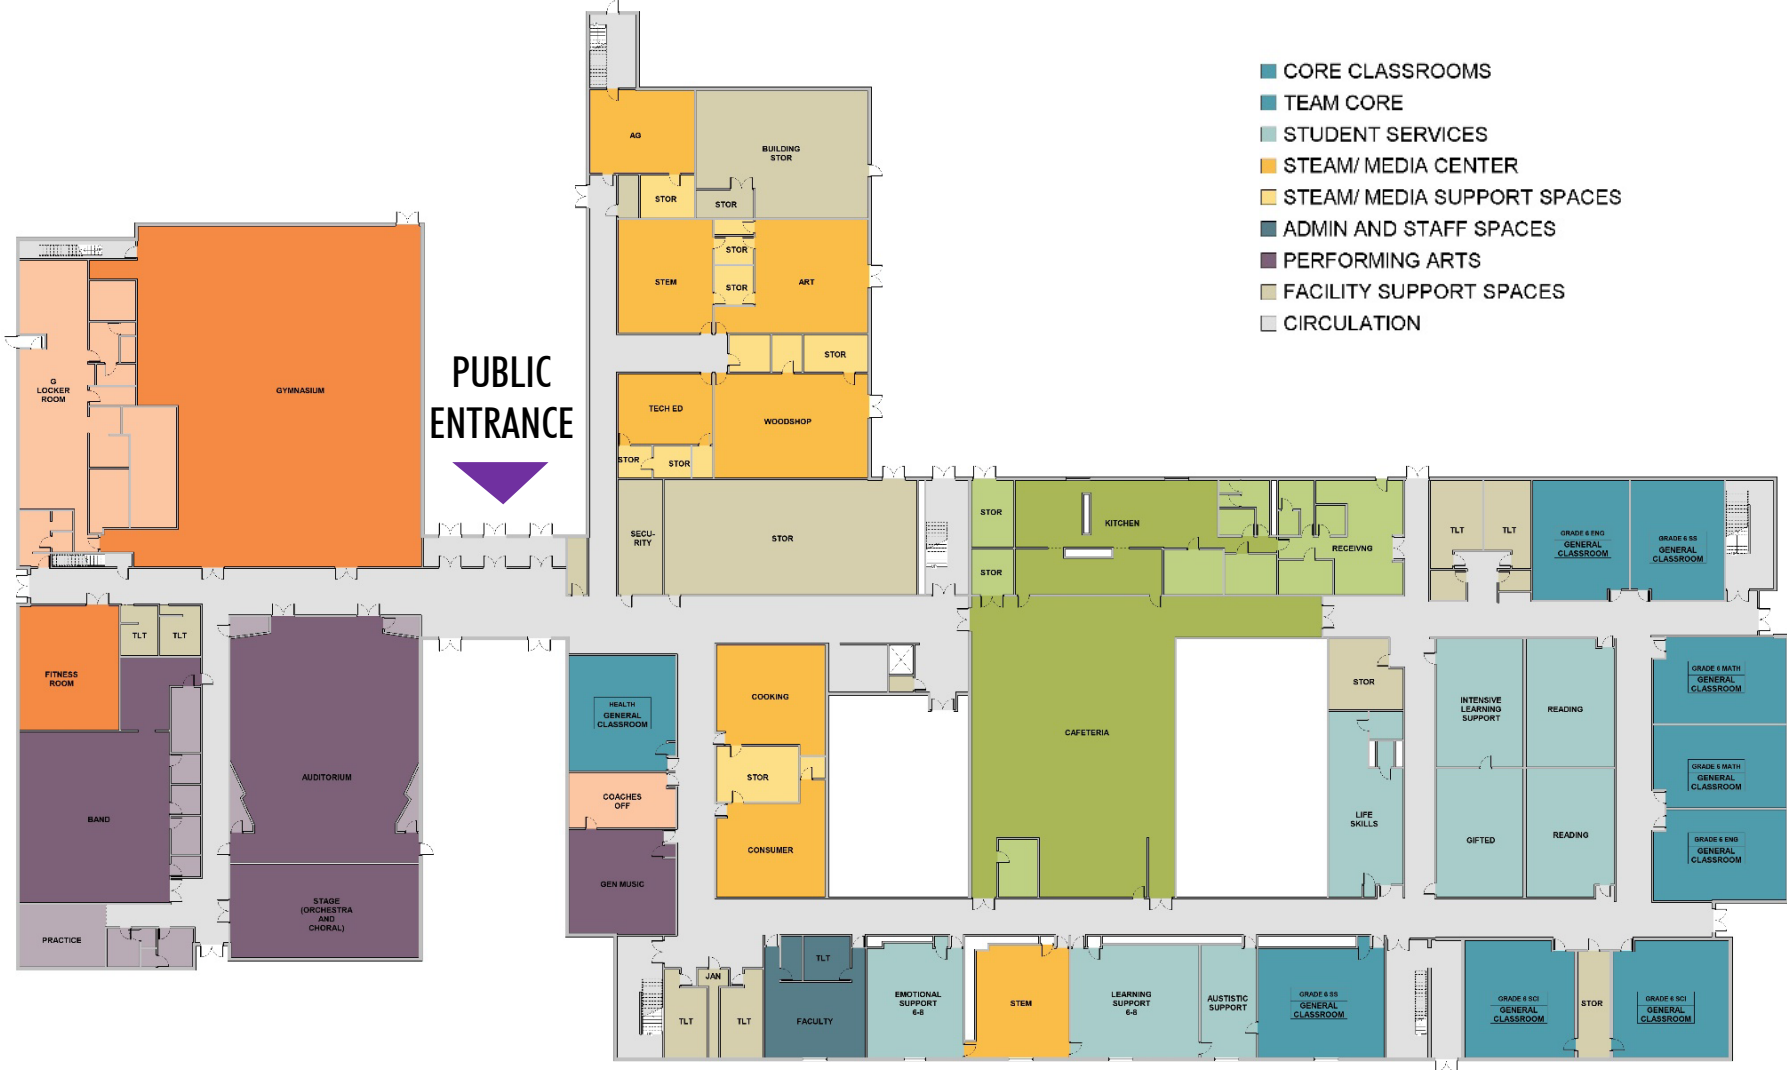 CORE CLASSROOMS
TEAM CORE
STUDENT SERVICES
STEAM/ MEDIA CENTER
STEAM/ MEDIA SUPPORT SPACES
ADMIN AND STAFF SPACES
PERFORMING ARTS
FACILITY SUPPORT SPACES
CIRCULATION
AG
BUILDING
STOR
STOR
STOR
STEM
STOR
STOR
ART
STOR
TECH ED
WOODSHOP
STOR
STOR
G
LOCKER
ROOM
GYMNASIUM
PUBLIC
ENTRANCE
SECU-
RITY
STOR
STOR
STOR
KITCHEN
RECEIVNG
TLT
TLT
GRADE 6 ENG
GENERAL
CLASSROOM
GRADE 6 SS
GENERAL
CLASSROOM
FITNESS
ROOM
TLT
TLT
AUDITORIUM
BAND
STAGE
(ORCHESTRA
AND
CHORAL)
PRACTICE
HEALTH
GENERAL
CLASSROOM
COACHES
OFF
GEN MUSIC
COOKING
STOR
CONSUMER
CAFETERIA
STOR
LIFE
SKILLS
INTENSIVE
LEARNING
SUPPORT
READING
GIFTED
READING
GRADE 6 MATH
GENERAL
CLASSROOM
GRADE 6 MATH
GENERAL
CLASSROOM
GRADE 6 ENG
GENERAL
CLASSROOM
TLT
JAN
TLT
TLT
FACULTY
EMOTIONAL
SUPPORT
6-8
STEM
LEARNING
SUPPORT
6-8
AUSTISTIC
SUPPORT
GRADE 6 SS
GENERAL
CLASSROOM
GRADE 6 SCI
GENERAL
CLASSROOM
STOR
GRADE 6 SCI
GENERAL
CLASSROOM